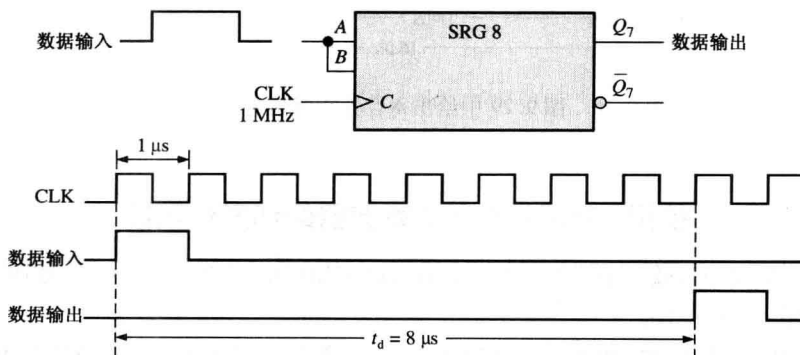 数据输入
A
B
SRG 8
Q₇
数据输出
CLK
1 MHz
C
Q̅₇
1 μs
CLK
数据输入
数据输出
t_d = 8 μs